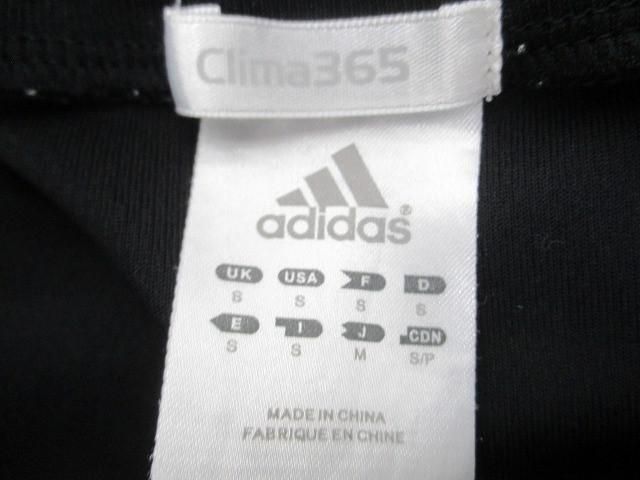 Clima365
adidas®
UK USA F D
S S S S
E I J CDN
S S M S/P
MADE IN CHINA
FABRIQUE EN CHINE